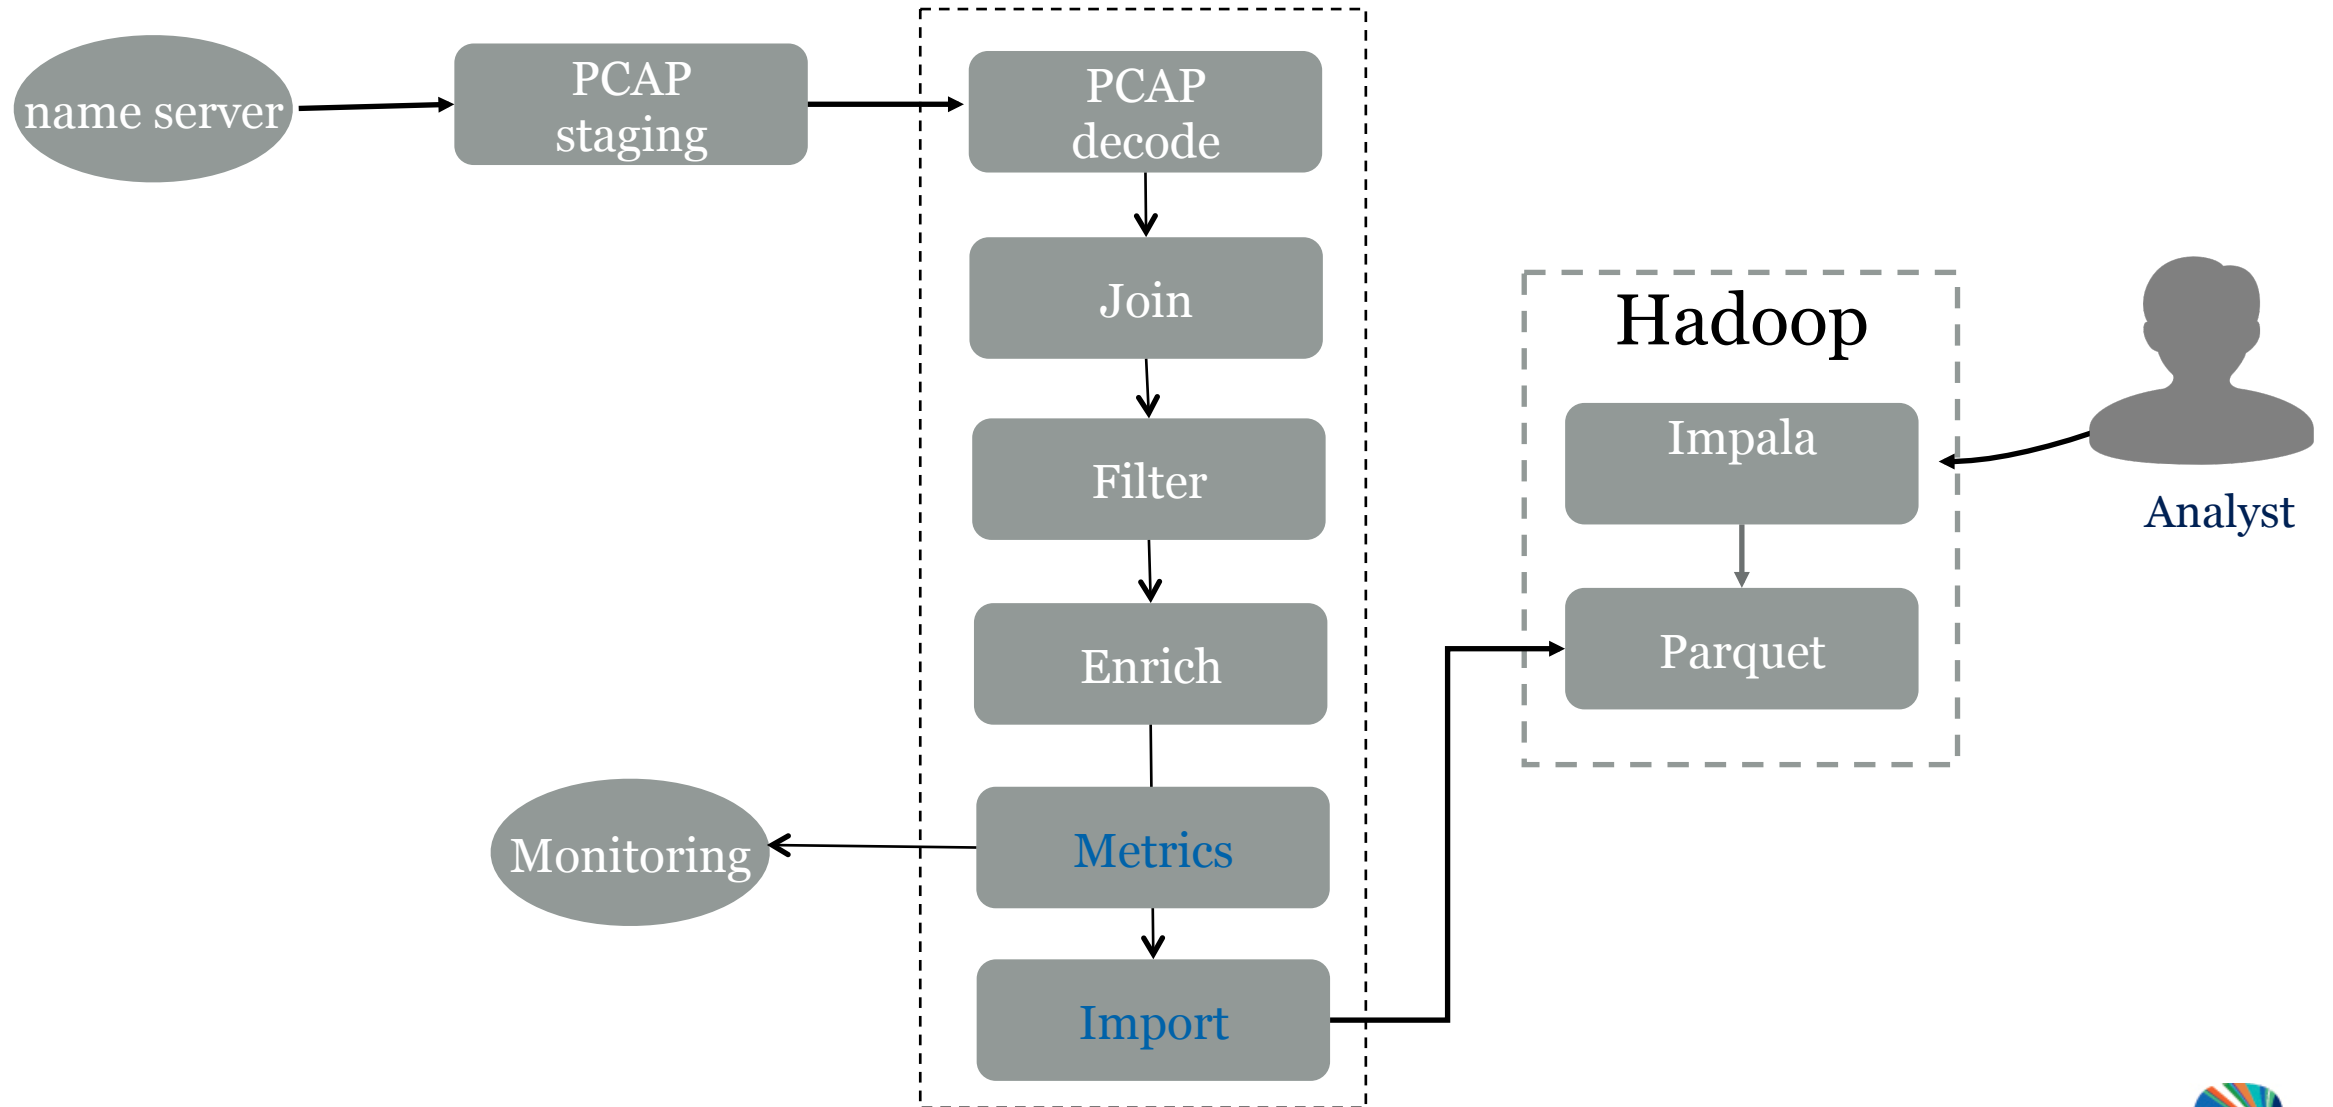 name server
PCAP
staging
PCAP
decode
Join
Filter
Enrich
Metrics
Import
Monitoring
Hadoop
Impala
Parquet
Analyst